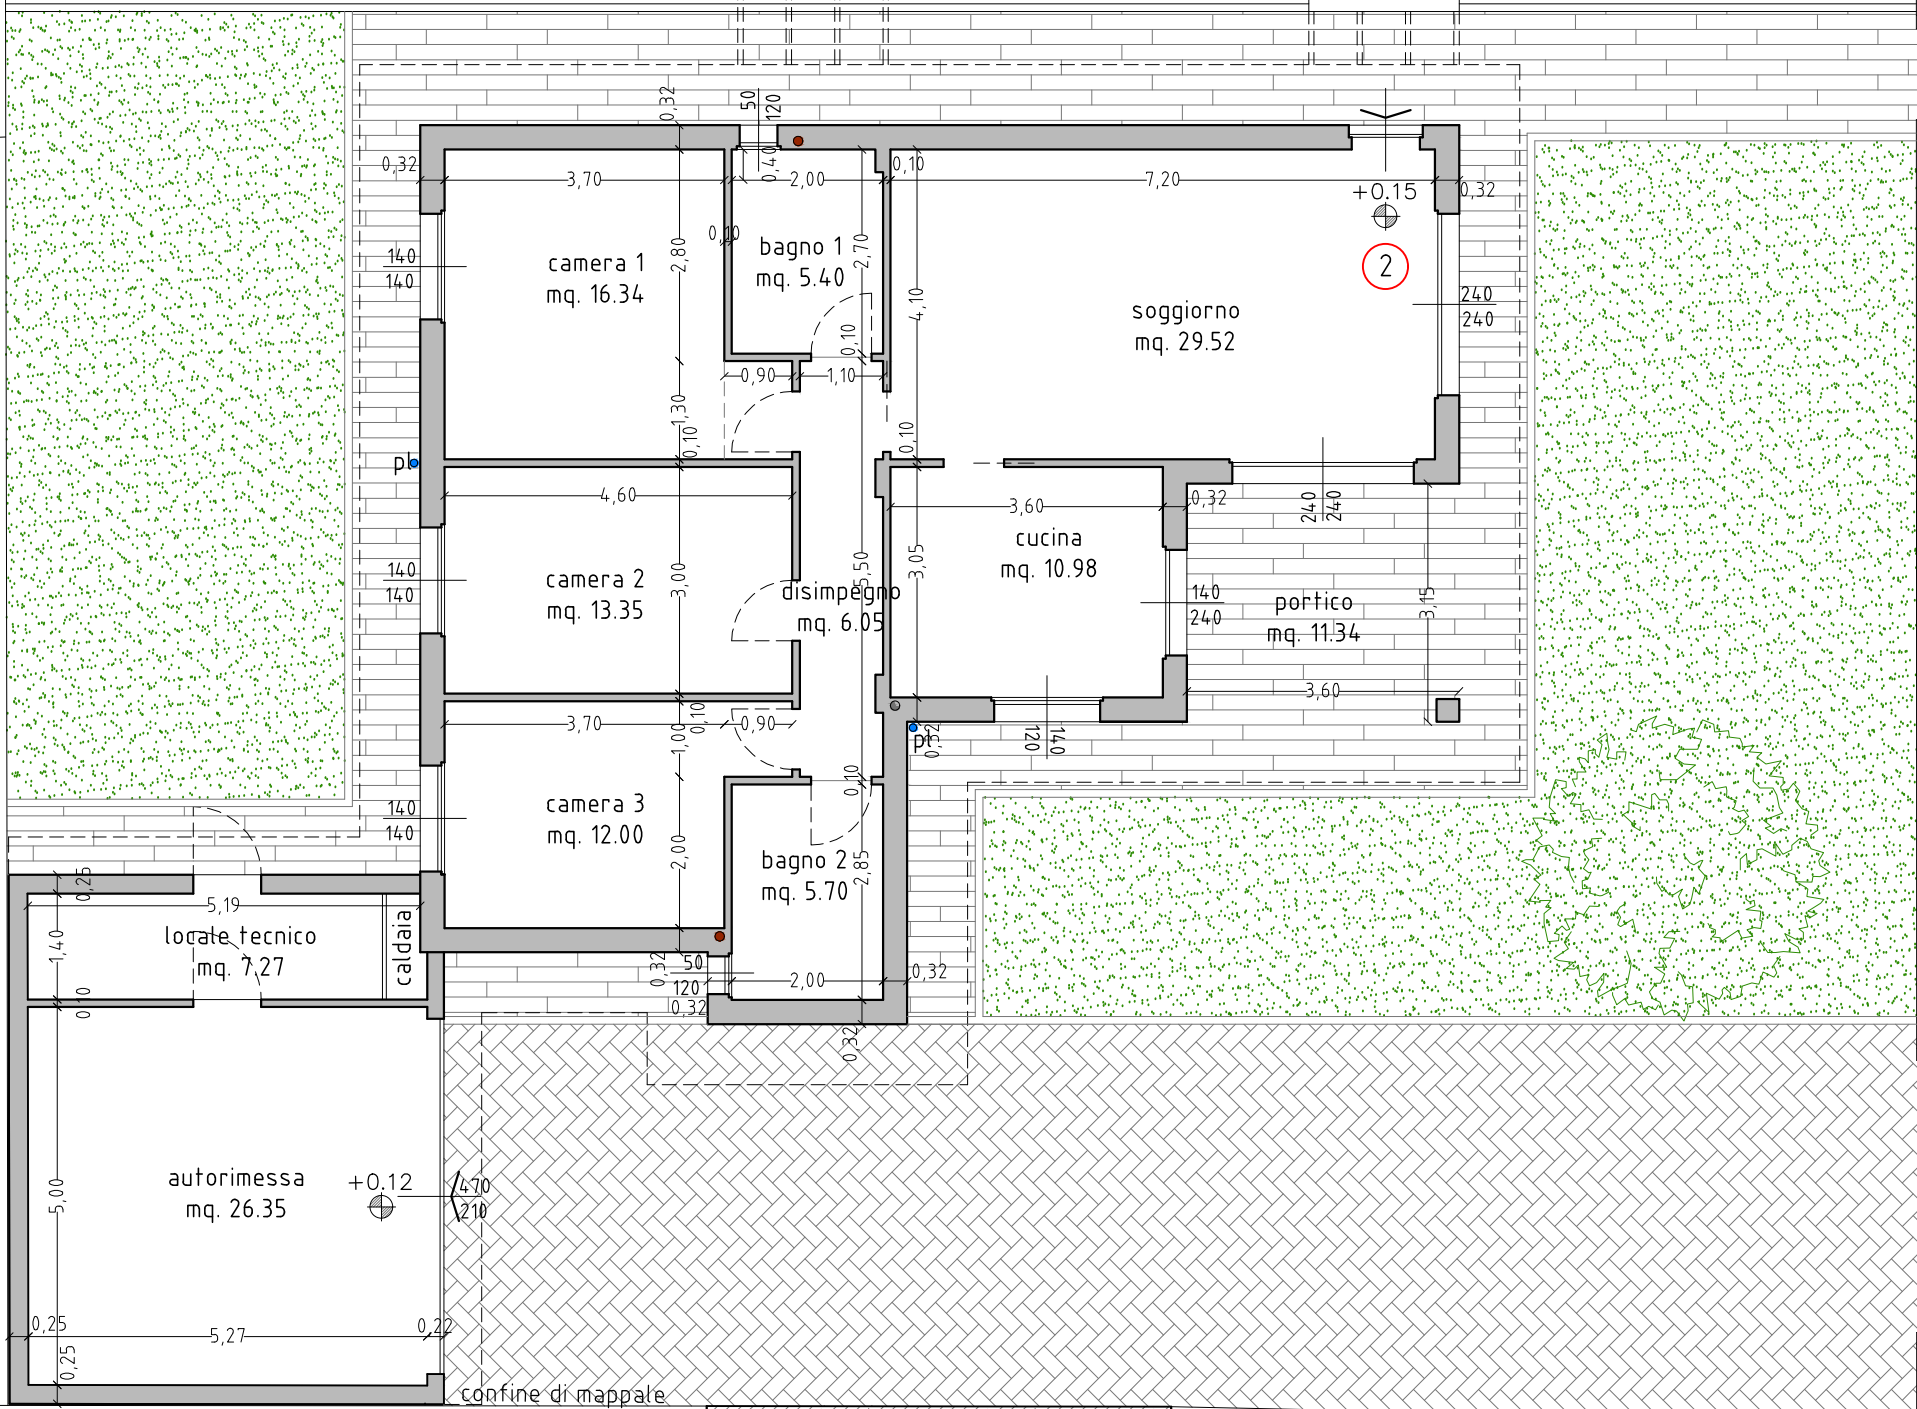 0,32
50
120
0,32
3,70
0,40
2,00
0,10
7,20
+0.15
0,32
2
140
140
camera 1
mq. 16.34
2,80
0,10
bagno 1
mq. 5.40
2,70
4,10
soggiorno
mq. 29.52
240
240
0,10
0,90
1,10
1,30
0,10
0,10
pl
4,60
3,60
0,32
240
240
140
140
camera 2
mq. 13.35
3,00
disimpegno
mq. 6.05
5,50
3,05
cucina
mq. 10.98
140
240
portico
mq. 11.34
3,15
3,60
3,70
0,10
0,90
1,00
pl
0,32
120
140
140
140
camera 3
mq. 12.00
2,00
0,10
bagno 2
mq. 5.70
2,85
0,25
5,19
locale tecnico
mq. 7.27
1,40
caldaia
0,10
0,32
50
120
0,32
2,00
0,32
0,32
autorimessa
mq. 26.35
+0.12
470
210
5,00
0,25
5,27
0,22
0,25
confine di mappale